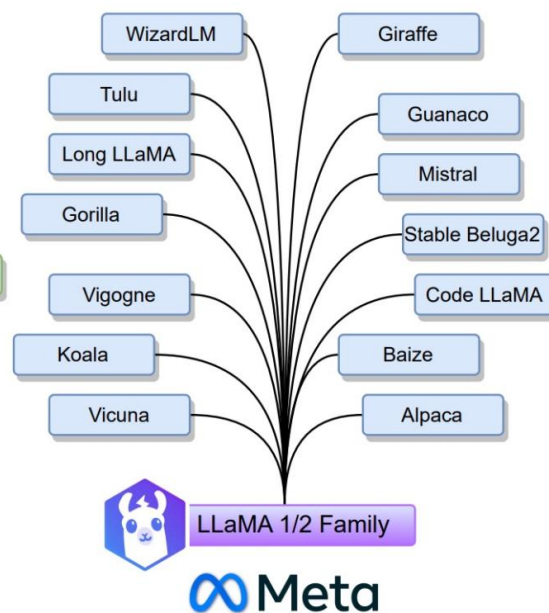 WizardLM
Giraffe
Tulu
Guanaco
Long LLaMA
Mistral
Gorilla
Stable Beluga2
Vigogne
Code LLaMA
Koala
Baize
Vicuna
Alpaca
LLaMA 1/2 Family
Meta